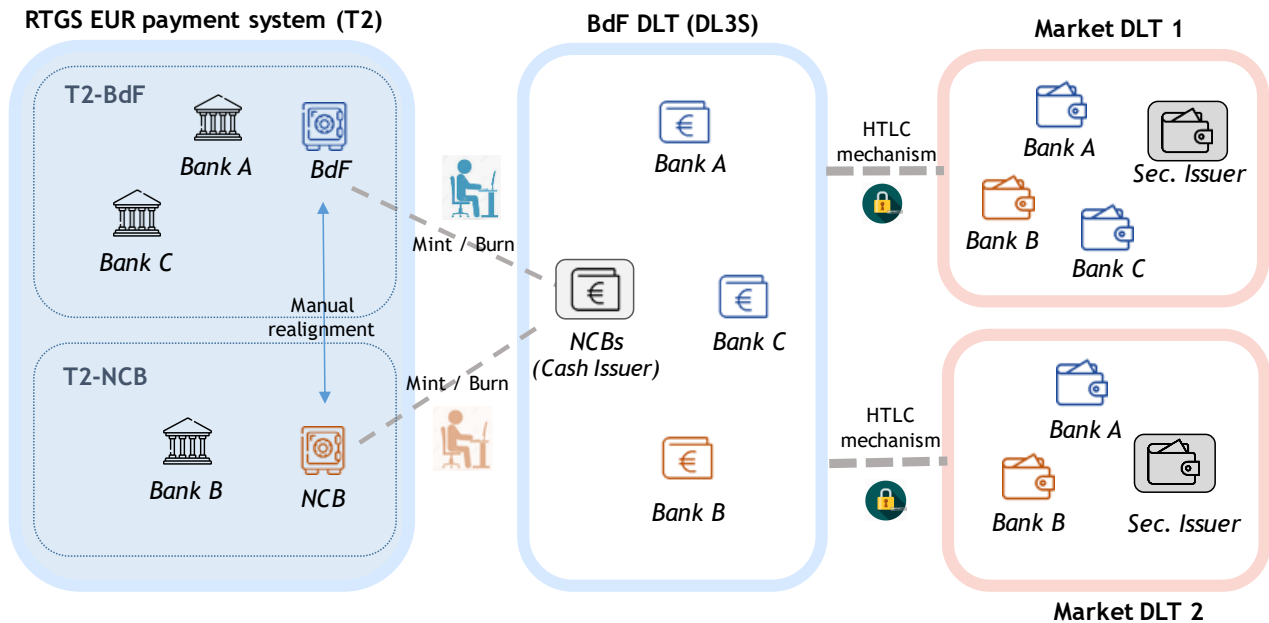 RTGS EUR payment system (T2)
T2-BdF
Bank A
BdF
Bank C
Manual
realignment
T2-NCB
Bank B
NCB
Mint / Burn
Mint / Burn
BdF DLT (DL3S)
€
Bank A
€
NCBs
(Cash Issuer)
€
Bank C
€
Bank B
HTLC
mechanism
HTLC
mechanism
Market DLT 1
Bank A
Sec. Issuer
Bank B
Bank C
Bank A
Bank B
Sec. Issuer
Market DLT 2